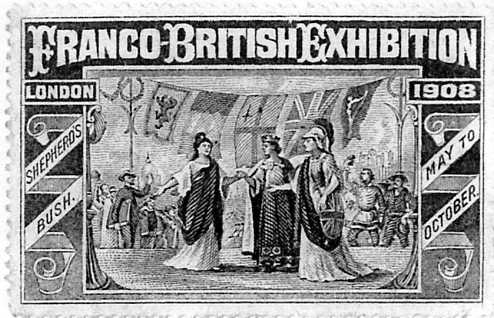 FRANCO-BRITISH EXHIBITION
LONDON
1908
SHEPHERDS
BUSH.
MAY TO
OCTOBER.